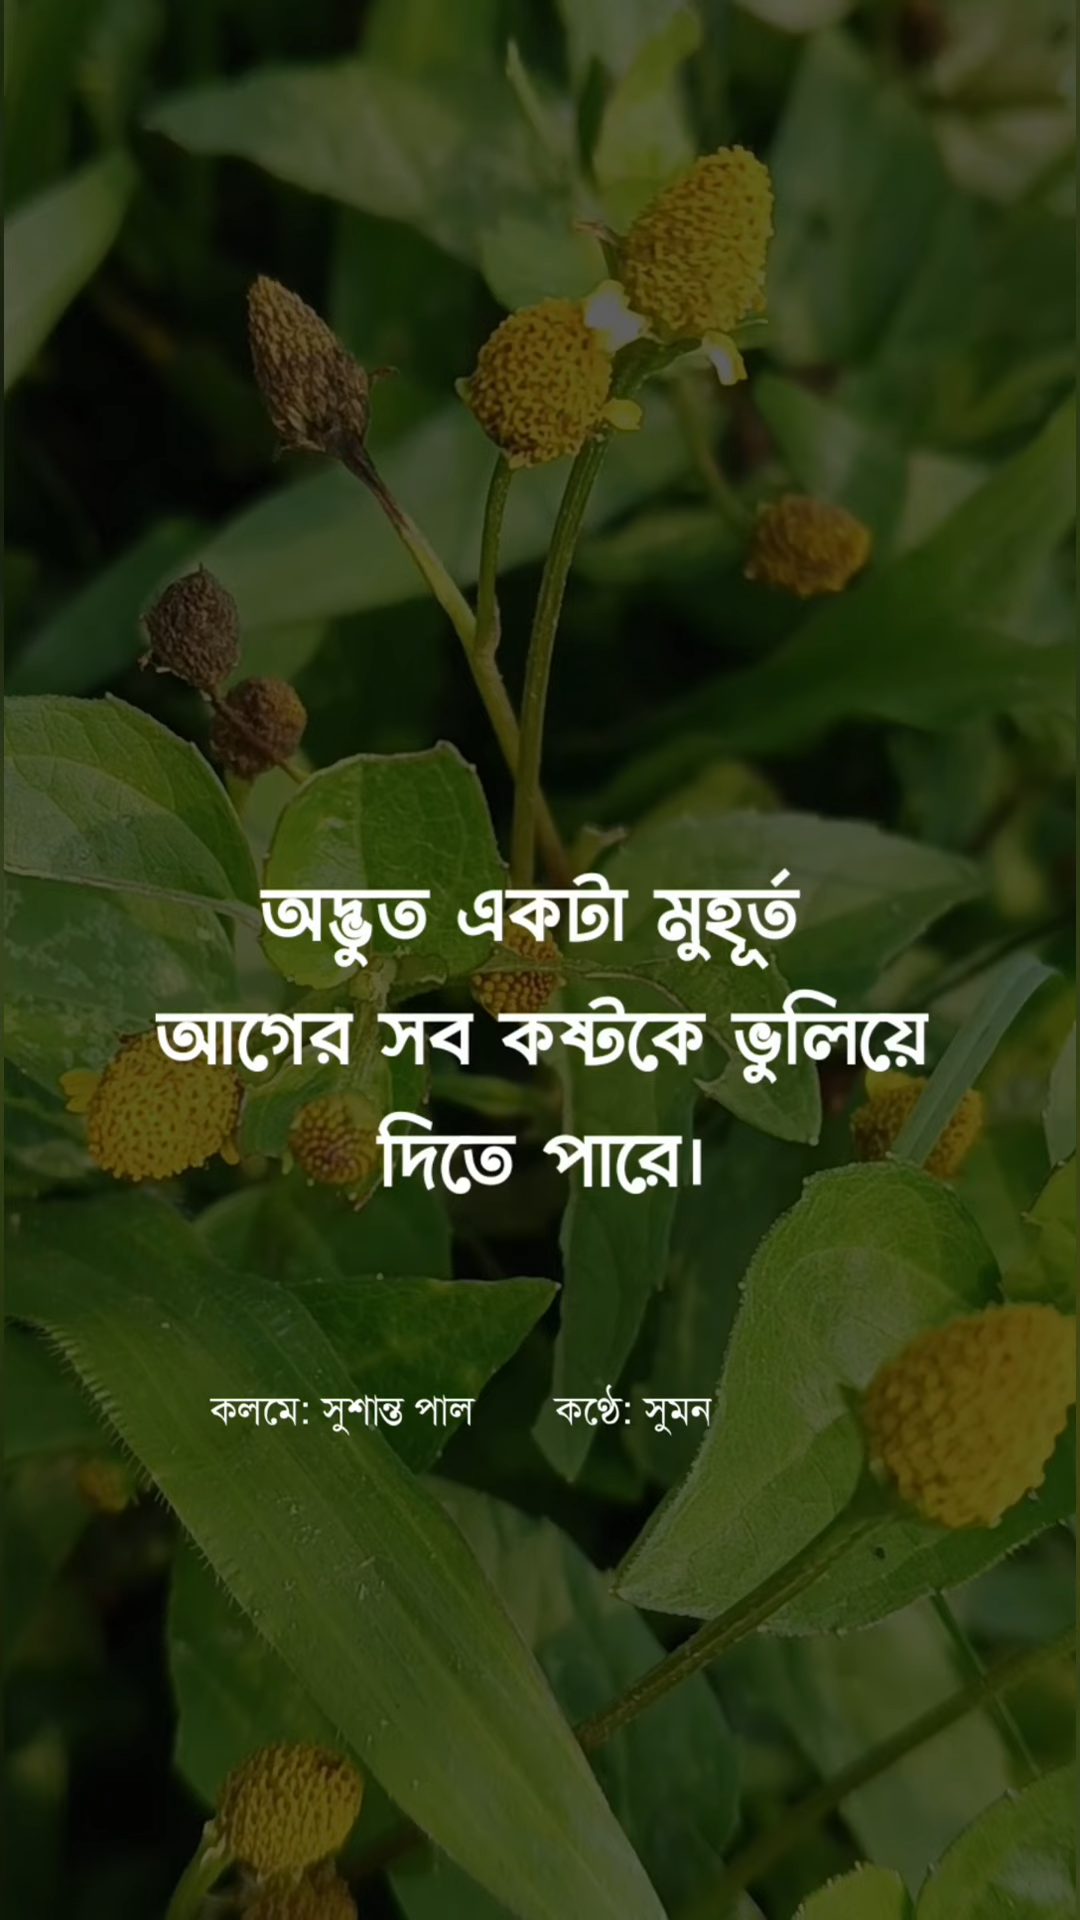 অদ্ভুত একটা মুহূর্ত
আগের সব কষ্টকে ভুলিয়ে
দিতে পারে।
কলমে: সুশান্ত পাল কণ্ঠে: সুমন